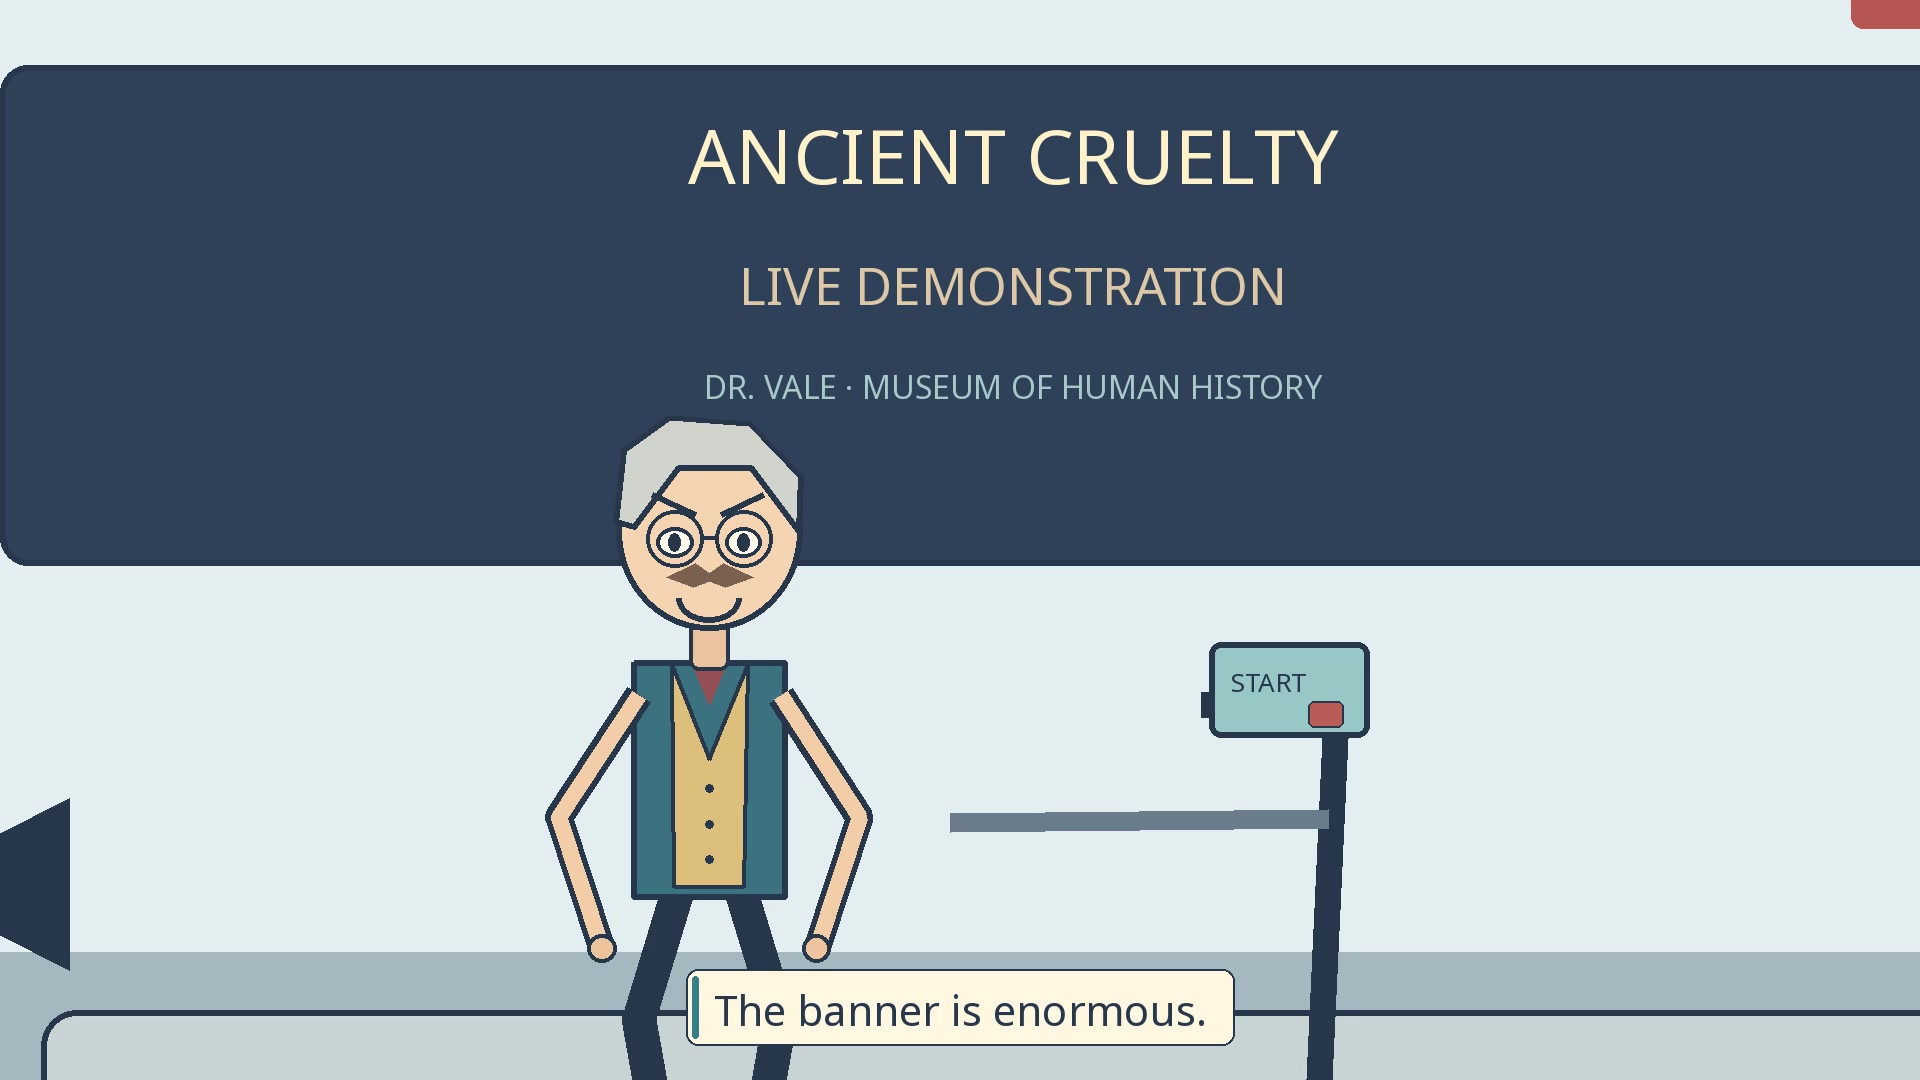 ANCIENT CRUELTY
LIVE DEMONSTRATION
DR. VALE · MUSEUM OF HUMAN HISTORY
START
The banner is enormous.